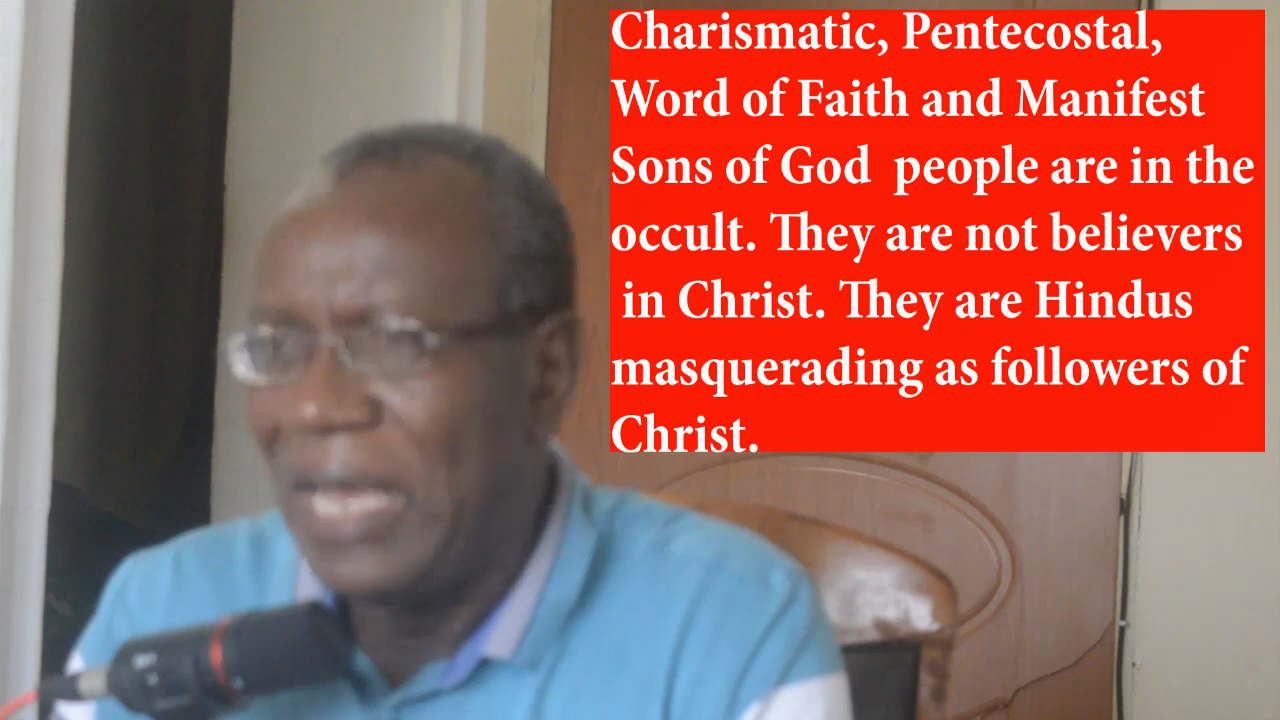 Charismatic, Pentecostal,
Word of Faith and Manifest
Sons of God people are in the
occult. They are not believers
in Christ. They are Hindus
masquerading as followers of
Christ.